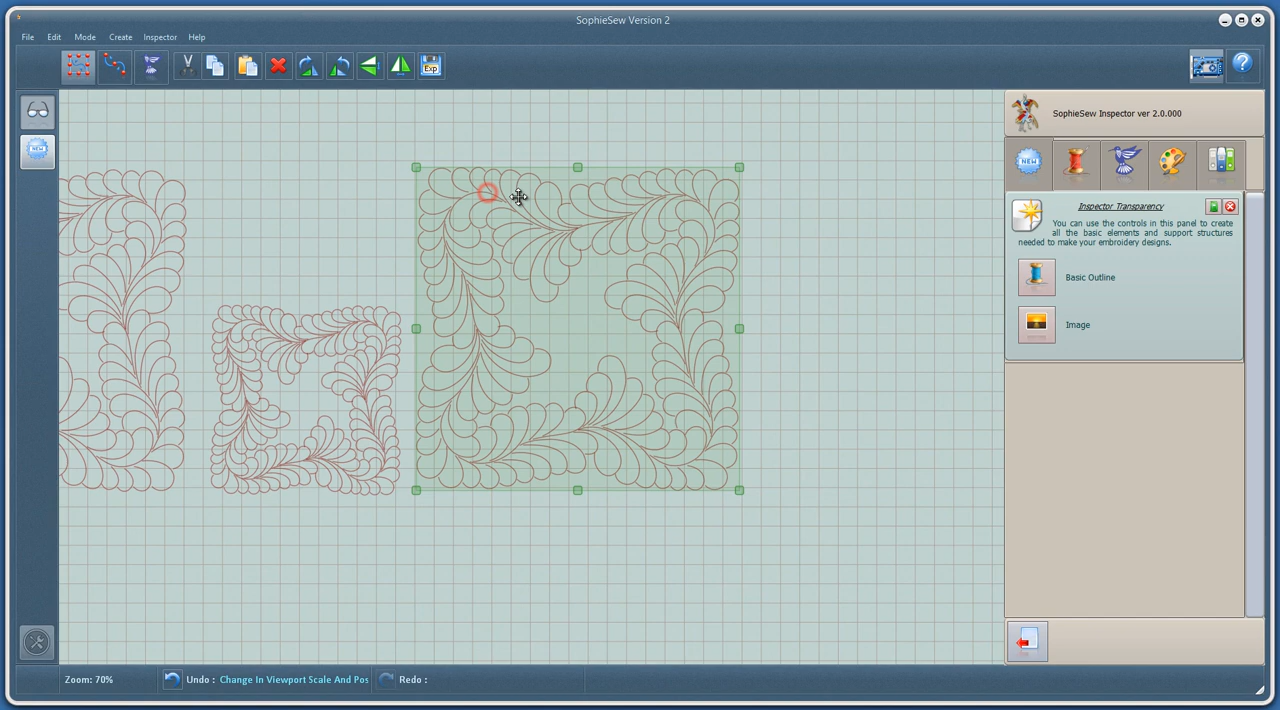 SophieSew Version 2
File Edit Mode Create Inspector Help
Exp
NEW
SophieSew Inspector ver 2.0.000
NEW
Inspector Transparency
You can use the controls in this panel to create
all the basic elements and support structures
needed to make your embroidery designs.
Basic Outline
Image
Zoom: 70% Undo : Change In Viewport Scale And Pos Redo :